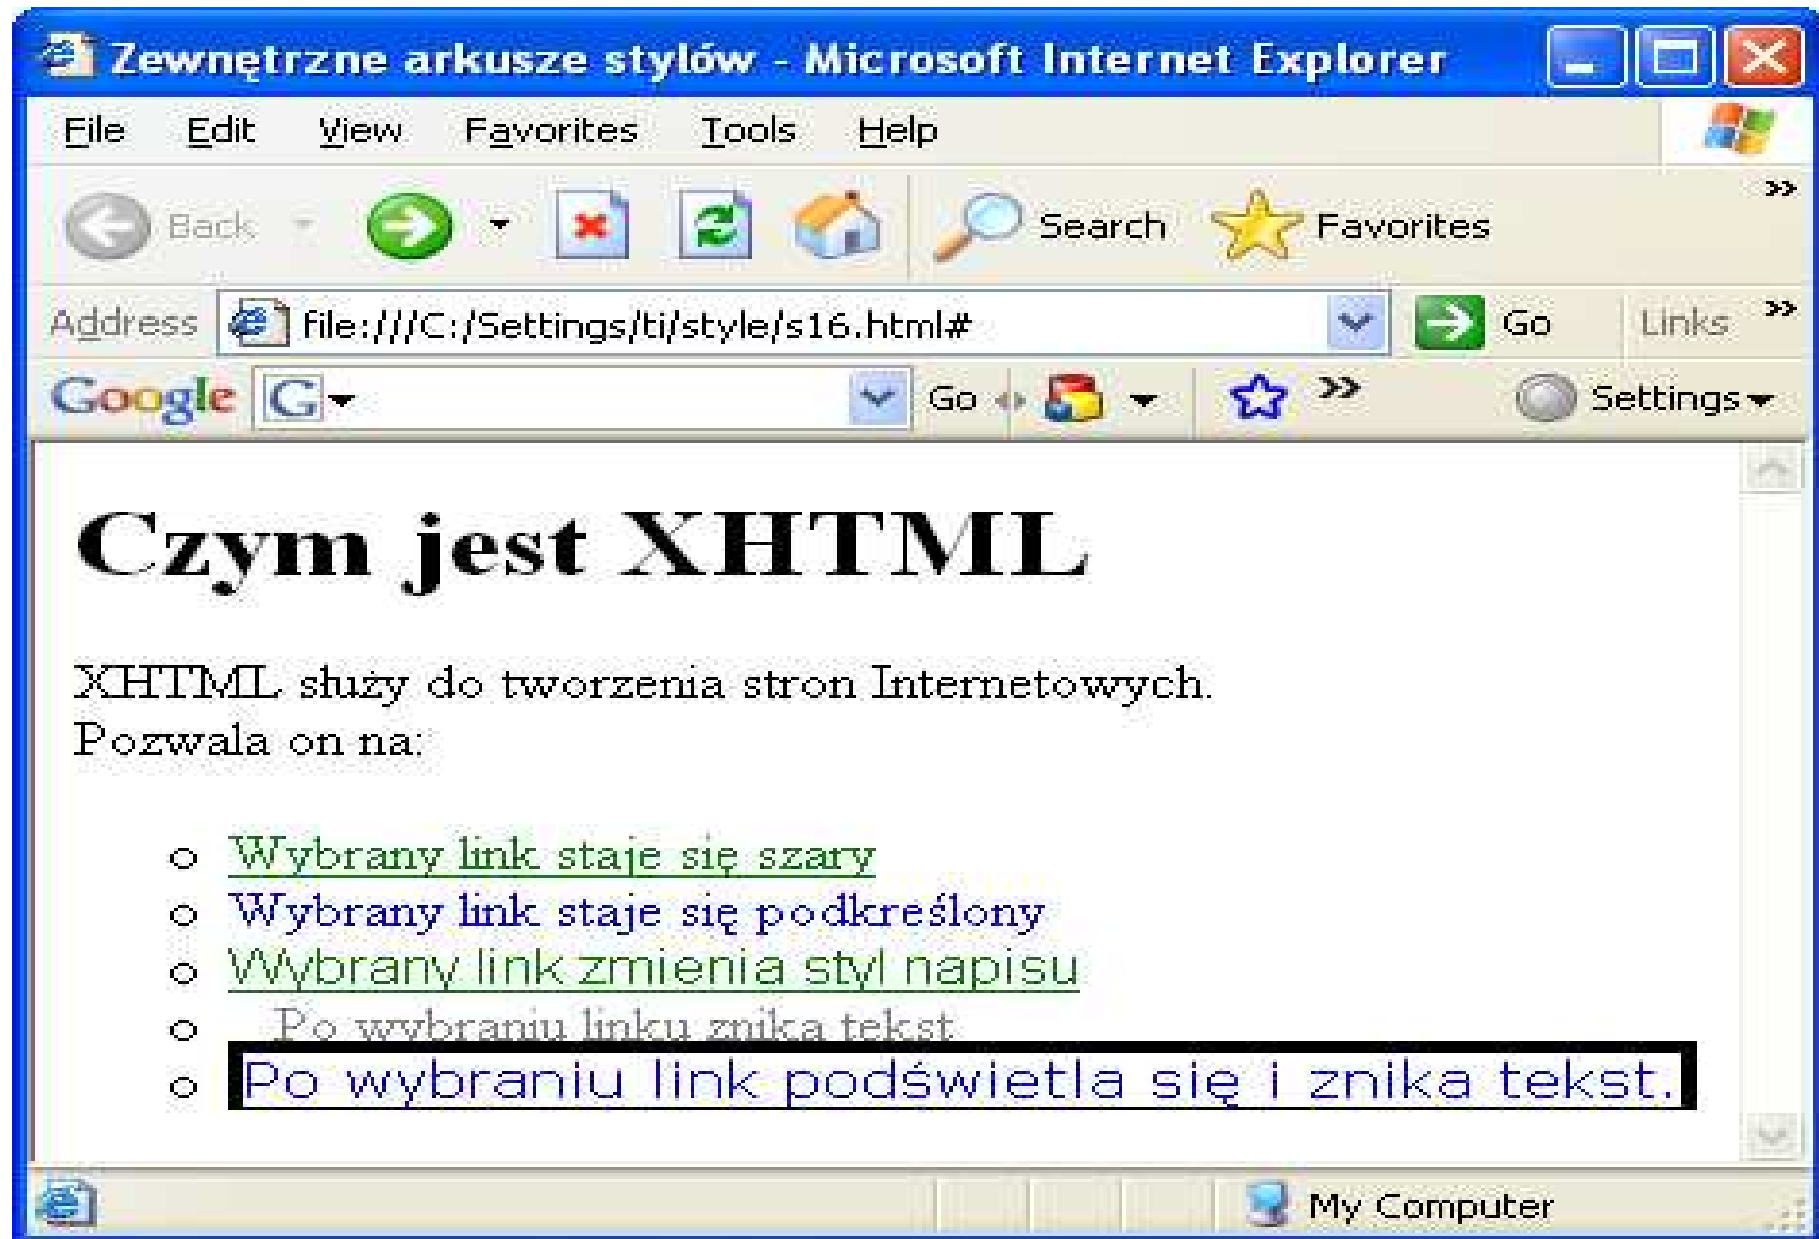 Zewnętrzne arkusze stylów - Microsoft Internet Explorer
File Edit View Favorites Tools Help
Back Search Favorites »
Address file:///C:/Settings/ti/style/s16.html# Go Links »
Google G Go » Settings
Czym jest XHTML
XHTML służy do tworzenia stron Internetowych.
Pozwala on na:
Wybrany link staje się szary
Wybrany link staje się podkreślony
Wybrany link zmienia styl napisu
Po wybraniu linku znika tekst
Po wybraniu link podświetla się i znika tekst.
My Computer